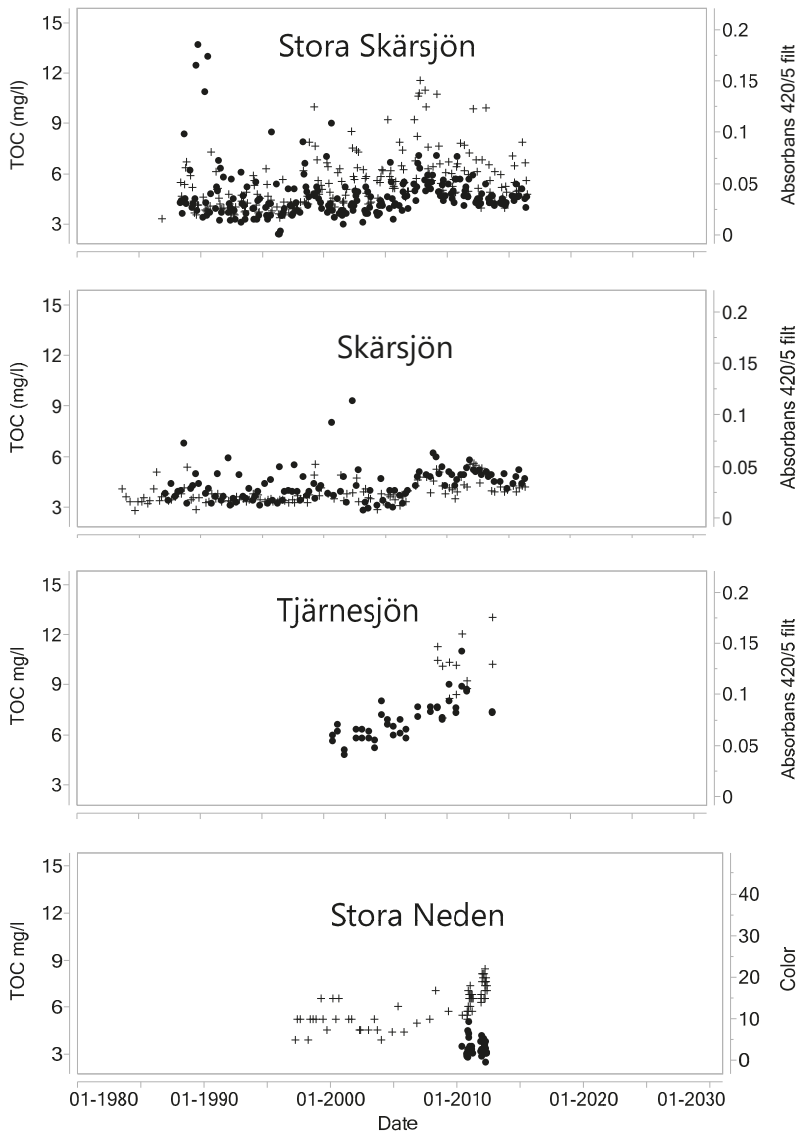 Stora Skärsjön
TOC (mg/l)
15
12
9
6
3
0.2
0.15
0.1
0.05
0
Absorbans 420/5 filt
Skärsjön
TOC (mg/l)
15
12
9
6
3
0.2
0.15
0.1
0.05
0
Absorbans 420/5 filt
Tjärnesjön
TOC mg/l
15
12
9
6
3
0.2
0.15
0.1
0.05
0
Absorbans 420/5 filt
Stora Neden
TOC mg/l
15
12
9
6
3
40
30
20
10
0
Color
01-1980 01-1990 01-2000 01-2010 01-2020 01-2030
Date